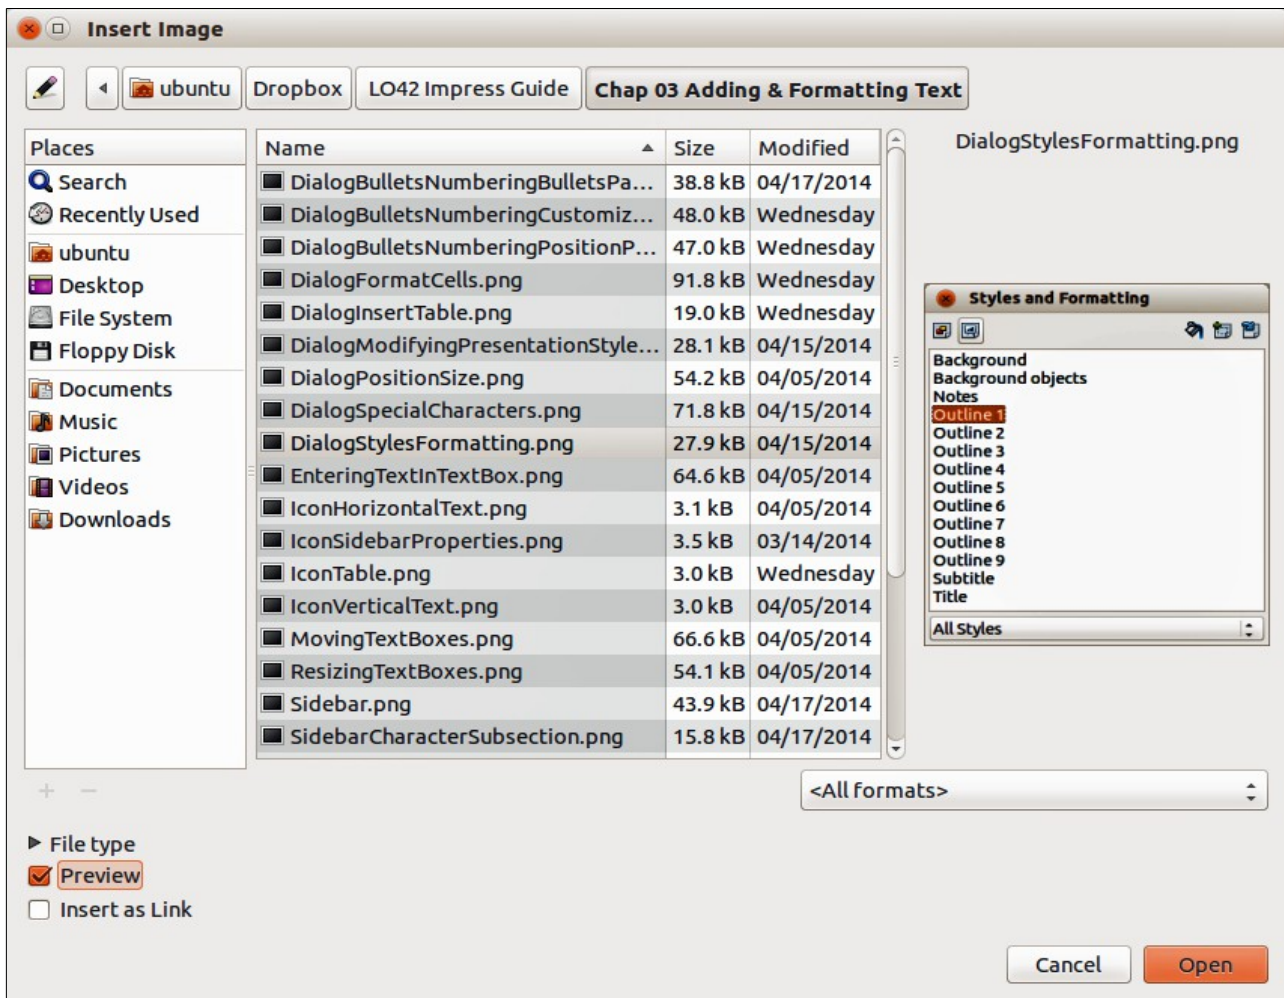 Insert Image
ubuntu Dropbox LO42 Impress Guide Chap 03 Adding & Formatting Text
Places
Search
Recently Used
ubuntu
Desktop
File System
Floppy Disk
Documents
Music
Pictures
Videos
Downloads
Name Size Modified
DialogBulletsNumberingBulletsPa... 38.8 kB 04/17/2014
DialogBulletsNumberingCustomiz... 48.0 kB Wednesday
DialogBulletsNumberingPositionP... 47.0 kB Wednesday
DialogFormatCells.png 91.8 kB Wednesday
DialogInsertTable.png 19.0 kB Wednesday
DialogModifyingPresentationStyle... 28.1 kB 04/15/2014
DialogPositionSize.png 54.2 kB 04/05/2014
DialogSpecialCharacters.png 71.8 kB 04/15/2014
DialogStylesFormatting.png 27.9 kB 04/15/2014
EnteringTextInTextBox.png 64.6 kB 04/05/2014
IconHorizontalText.png 3.1 kB 04/05/2014
IconSidebarProperties.png 3.5 kB 03/14/2014
IconTable.png 3.0 kB Wednesday
IconVerticalText.png 3.0 kB 04/05/2014
MovingTextBoxes.png 66.6 kB 04/05/2014
ResizingTextBoxes.png 54.1 kB 04/05/2014
Sidebar.png 43.9 kB 04/17/2014
SidebarCharacterSubsection.png 15.8 kB 04/17/2014
DialogStylesFormatting.png
Styles and Formatting
Background
Background objects
Notes
Outline 1
Outline 2
Outline 3
Outline 4
Outline 5
Outline 6
Outline 7
Outline 8
Outline 9
Subtitle
Title
All Styles
<All formats>
File type
Preview
Insert as Link
Cancel Open